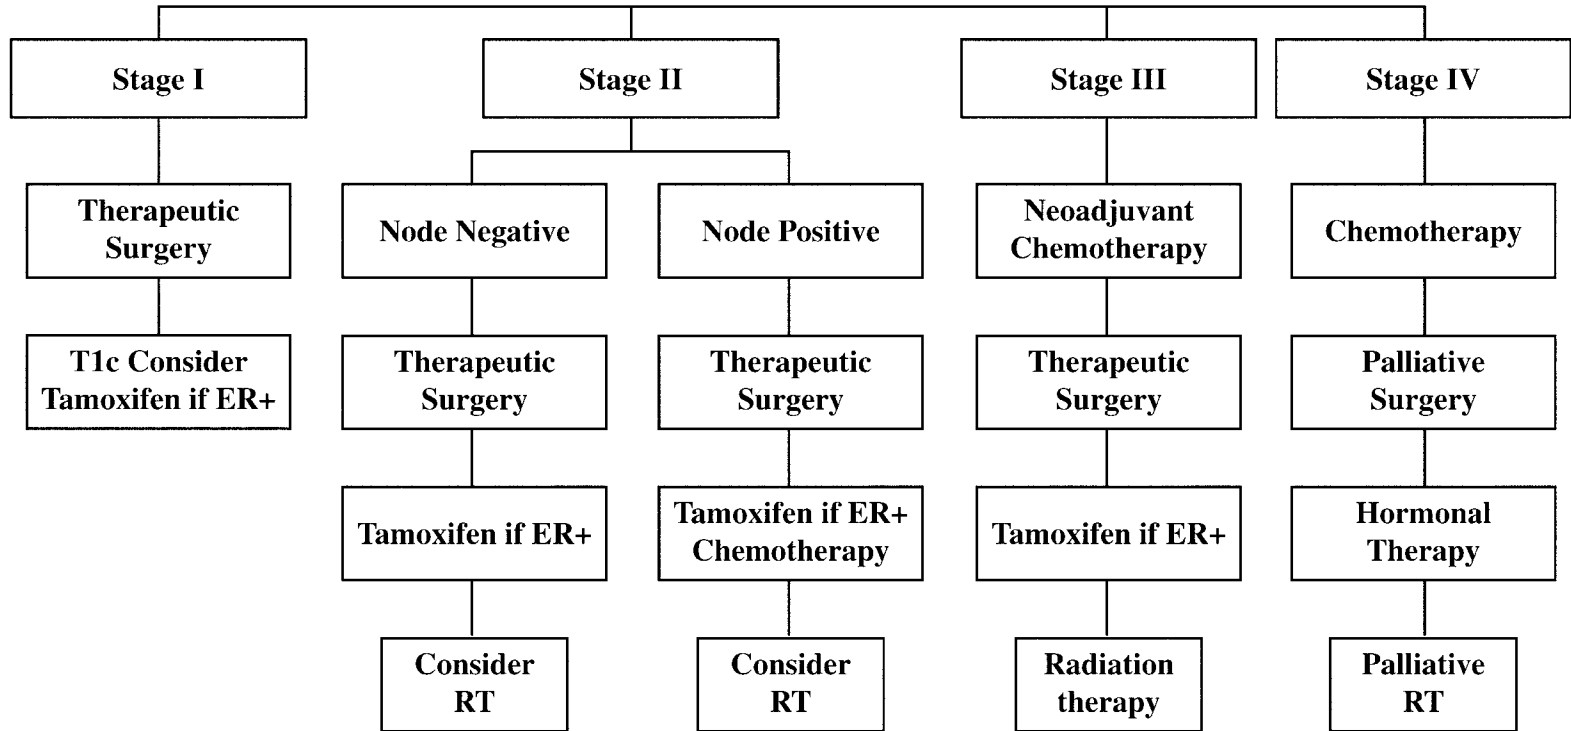 Stage I
Stage II
Stage III
Stage IV
Therapeutic
Surgery
Node Negative
Node Positive
Neoadjuvant
Chemotherapy
Chemotherapy
T1c Consider
Tamoxifen if ER+
Therapeutic
Surgery
Therapeutic
Surgery
Therapeutic
Surgery
Palliative
Surgery
Tamoxifen if ER+
Tamoxifen if ER+
Chemotherapy
Tamoxifen if ER+
Hormonal
Therapy
Consider
RT
Consider
RT
Radiation
therapy
Palliative
RT